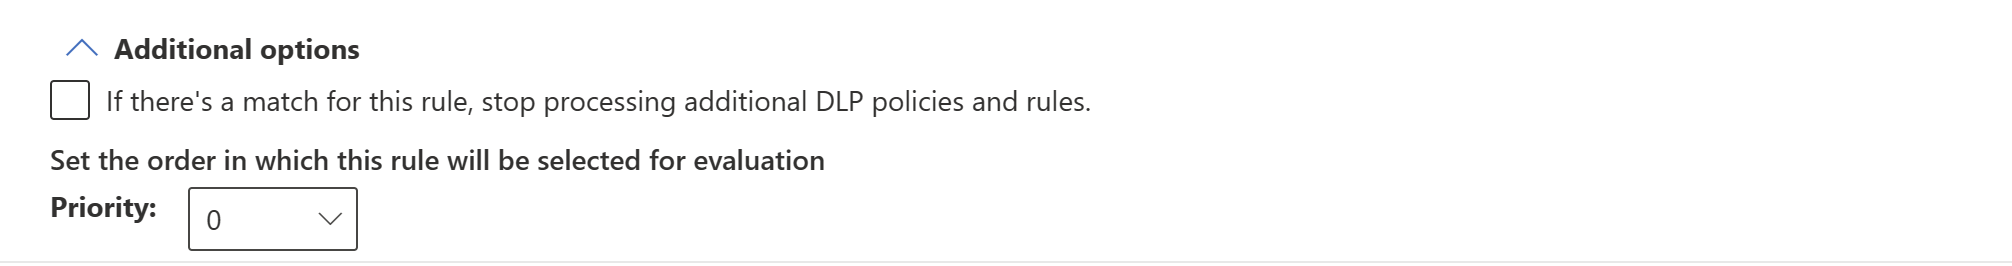 Additional options
If there's a match for this rule, stop processing additional DLP policies and rules.
Set the order in which this rule will be selected for evaluation
Priority: 0